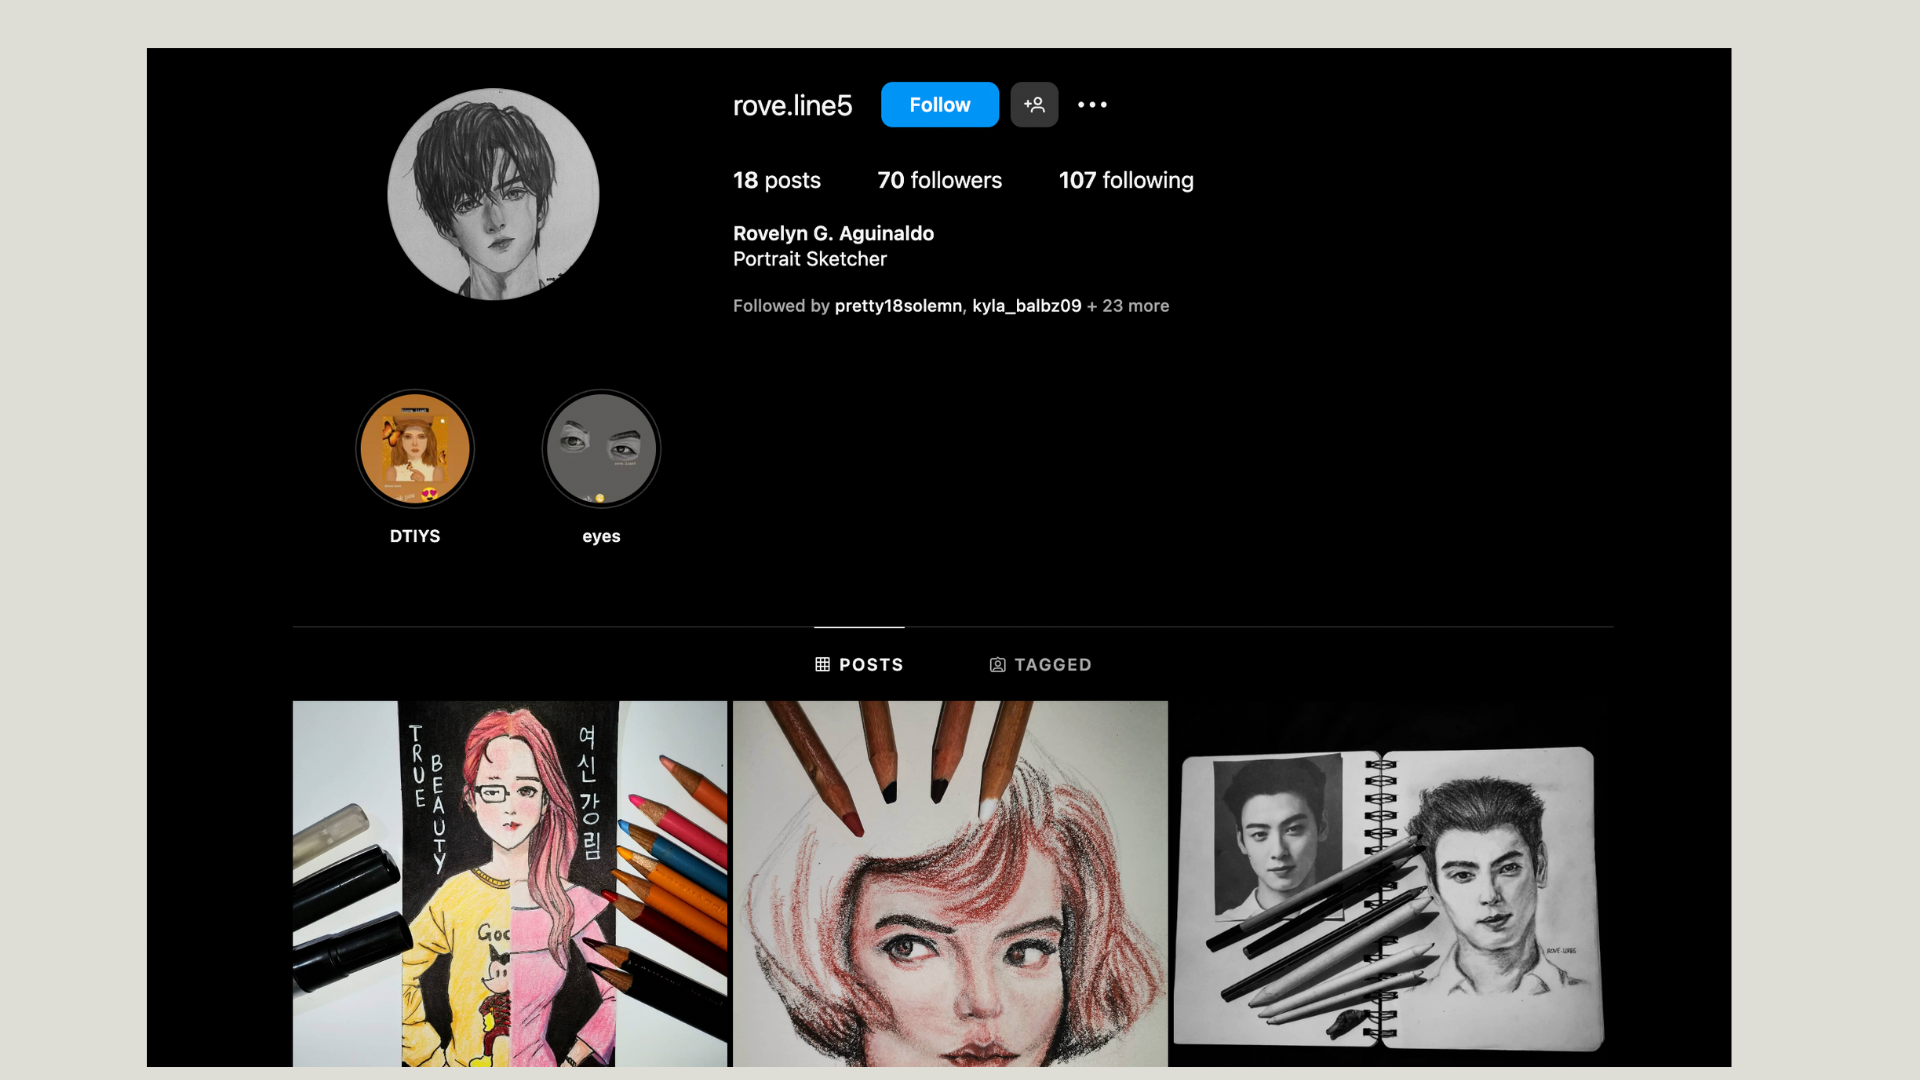 rove.line5
Follow
18 posts
70 followers
107 following
Rovelyn G. Aguinaldo
Portrait Sketcher
Followed by pretty18solemn, kyla_balbz09 + 23 more
DTIYS
eyes
POSTS
TAGGED
TRUE
BEAUTY
여신강림
Goo